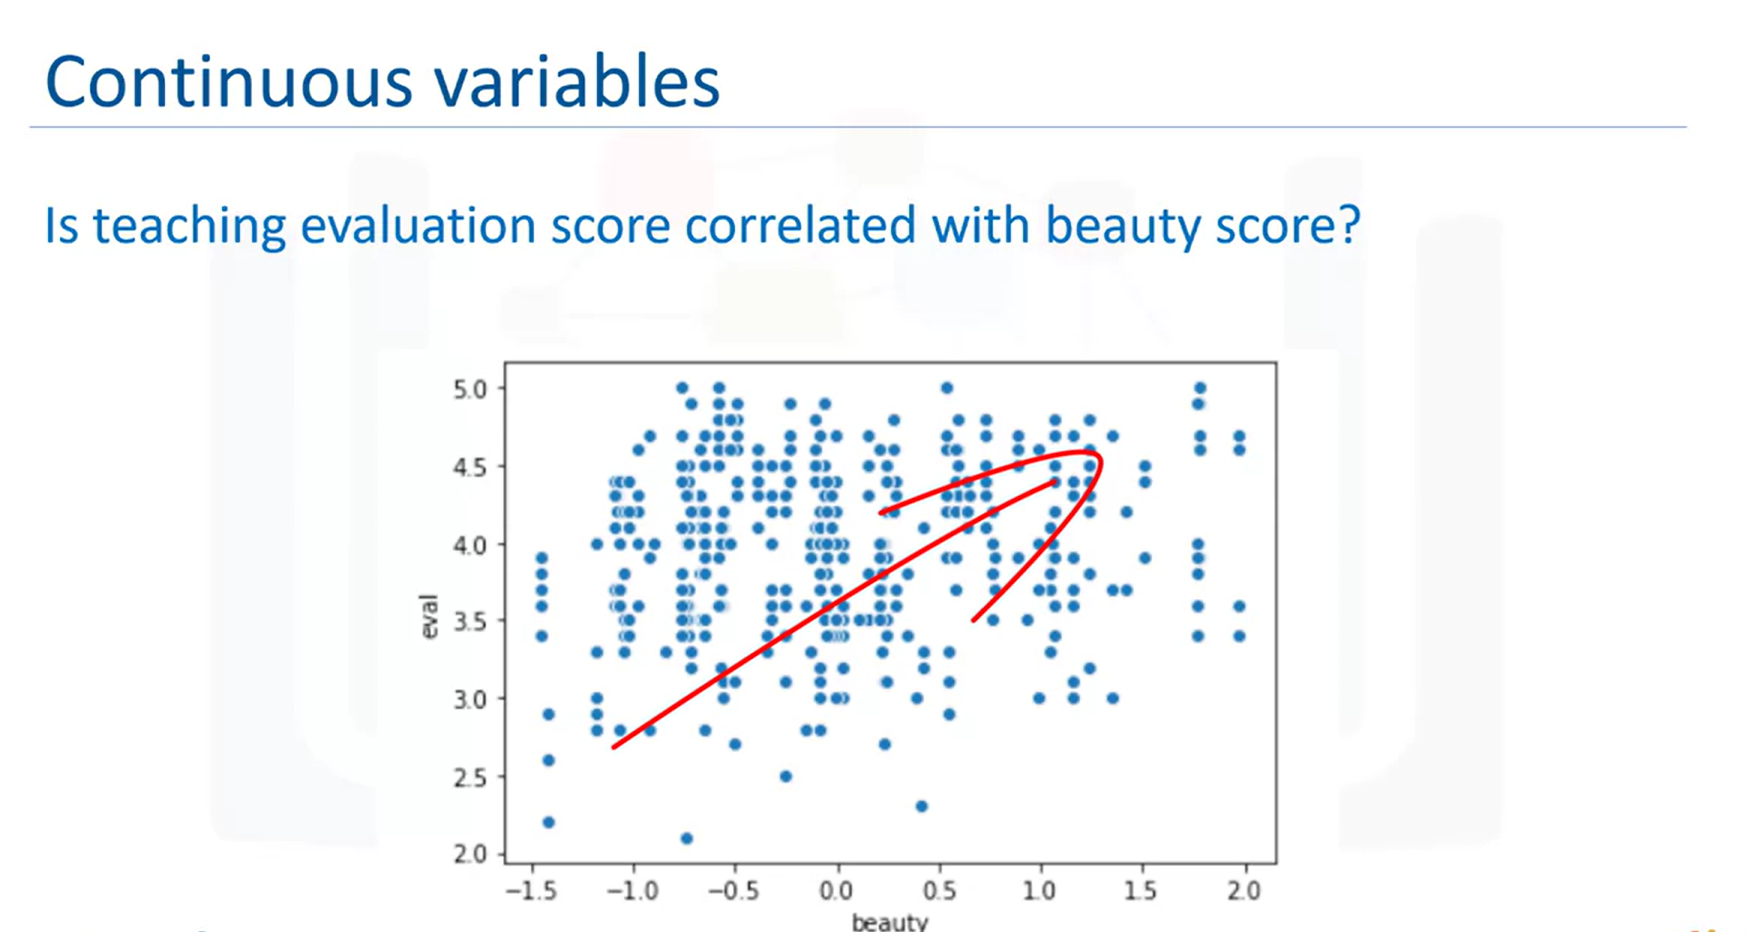 Continuous variables
Is teaching evaluation score correlated with beauty score?
5.0
4.5
4.0
3.5
3.0
2.5
2.0
eval
−1.5 −1.0 −0.5 0.0 0.5 1.0 1.5 2.0
beauty